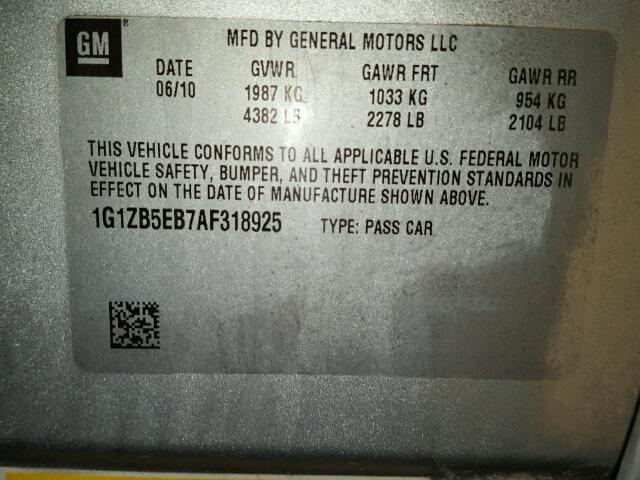 GM ®
MFD BY GENERAL MOTORS LLC
DATE GVWR GAWR FRT GAWR RR
06/10 1987 KG 1033 KG 954 KG
4382 LB 2278 LB 2104 LB
THIS VEHICLE CONFORMS TO ALL APPLICABLE U.S. FEDERAL MOTOR
VEHICLE SAFETY, BUMPER, AND THEFT PREVENTION STANDARDS IN
EFFECT ON THE DATE OF MANUFACTURE SHOWN ABOVE.
1G1ZB5EB7AF318925 TYPE: PASS CAR